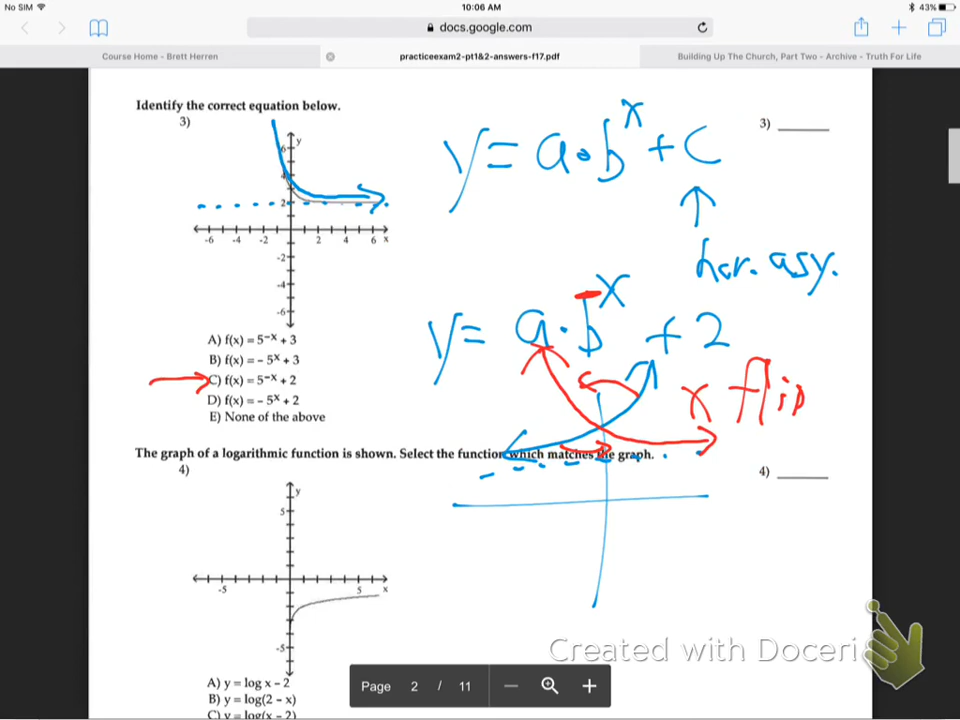 No SIM 10:06 AM 43%
docs.google.com
Course Home - Brett Herren practiceexam2-pt1&2-answers-f17.pdf Building Up The Church, Part Two - Archive - Truth For Life
Identify the correct equation below.
3) 3)
y = a·b^x + C
hor. asy.
y = a·b^-x + 2
x flip
y
6
4
2
-6 -4 -2 2 4 6 x
-2
-4
-6
A) f(x) = 5^-x + 3
B) f(x) = - 5^x + 3
C) f(x) = 5^-x + 2
D) f(x) = - 5^x + 2
E) None of the above
The graph of a logarithmic function is shown. Select the function which matches the graph.
4) 4)
y
5
-5 5 x
-5
A) y = log x - 2
B) y = log(2 - x)
C) y = log(x - 2)
Page 2 / 11
Created with Doceri